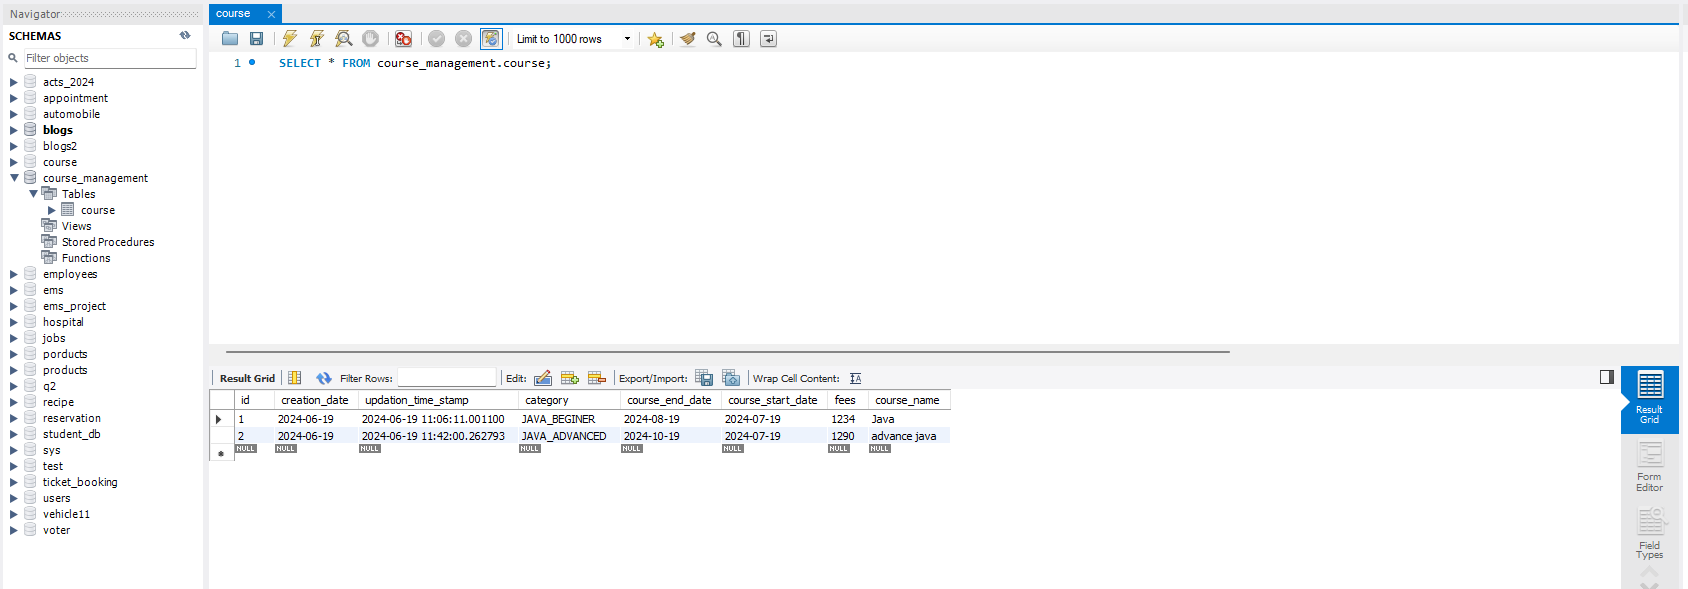 Navigator
SCHEMAS
Filter objects
acts_2024
appointment
automobile
blogs
blogs2
course
course_management
Tables
course
Views
Stored Procedures
Functions
employees
ems
ems_project
hospital
jobs
porducts
products
q2
recipe
reservation
student_db
sys
test
ticket_booking
users
vehicle11
voter
course
Limit to 1000 rows
1 SELECT * FROM course_management.course;
Result Grid Filter Rows: Edit: Export/Import: Wrap Cell Content:
id creation_date updation_time_stamp category course_end_date course_start_date fees course_name
1 2024-06-19 2024-06-19 11:06:11.001100 JAVA_BEGINER 2024-08-19 2024-07-19 1234 Java
2 2024-06-19 2024-06-19 11:42:00.262793 JAVA_ADVANCED 2024-10-19 2024-07-19 1290 advance java
NULL NULL NULL NULL NULL NULL NULL NULL
Result
Grid
Form
Editor
Field
Types